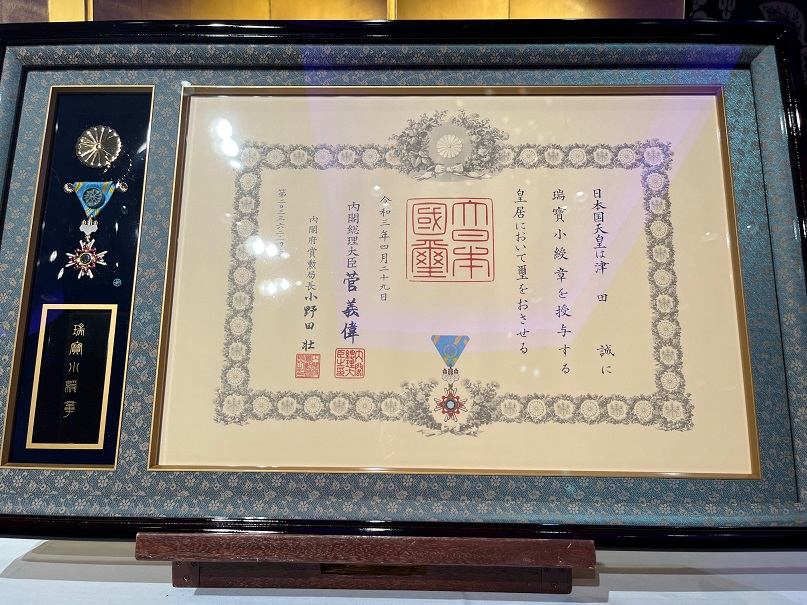 日本国天皇は津田誠に
瑞寶小綬章を授与する
皇居において璽をおさせる
大日本
國璽
令和三年四月二十九日
内閣総理大臣 菅義偉
内閣府賞勲局長 小野田壮
瑞寶小綬章